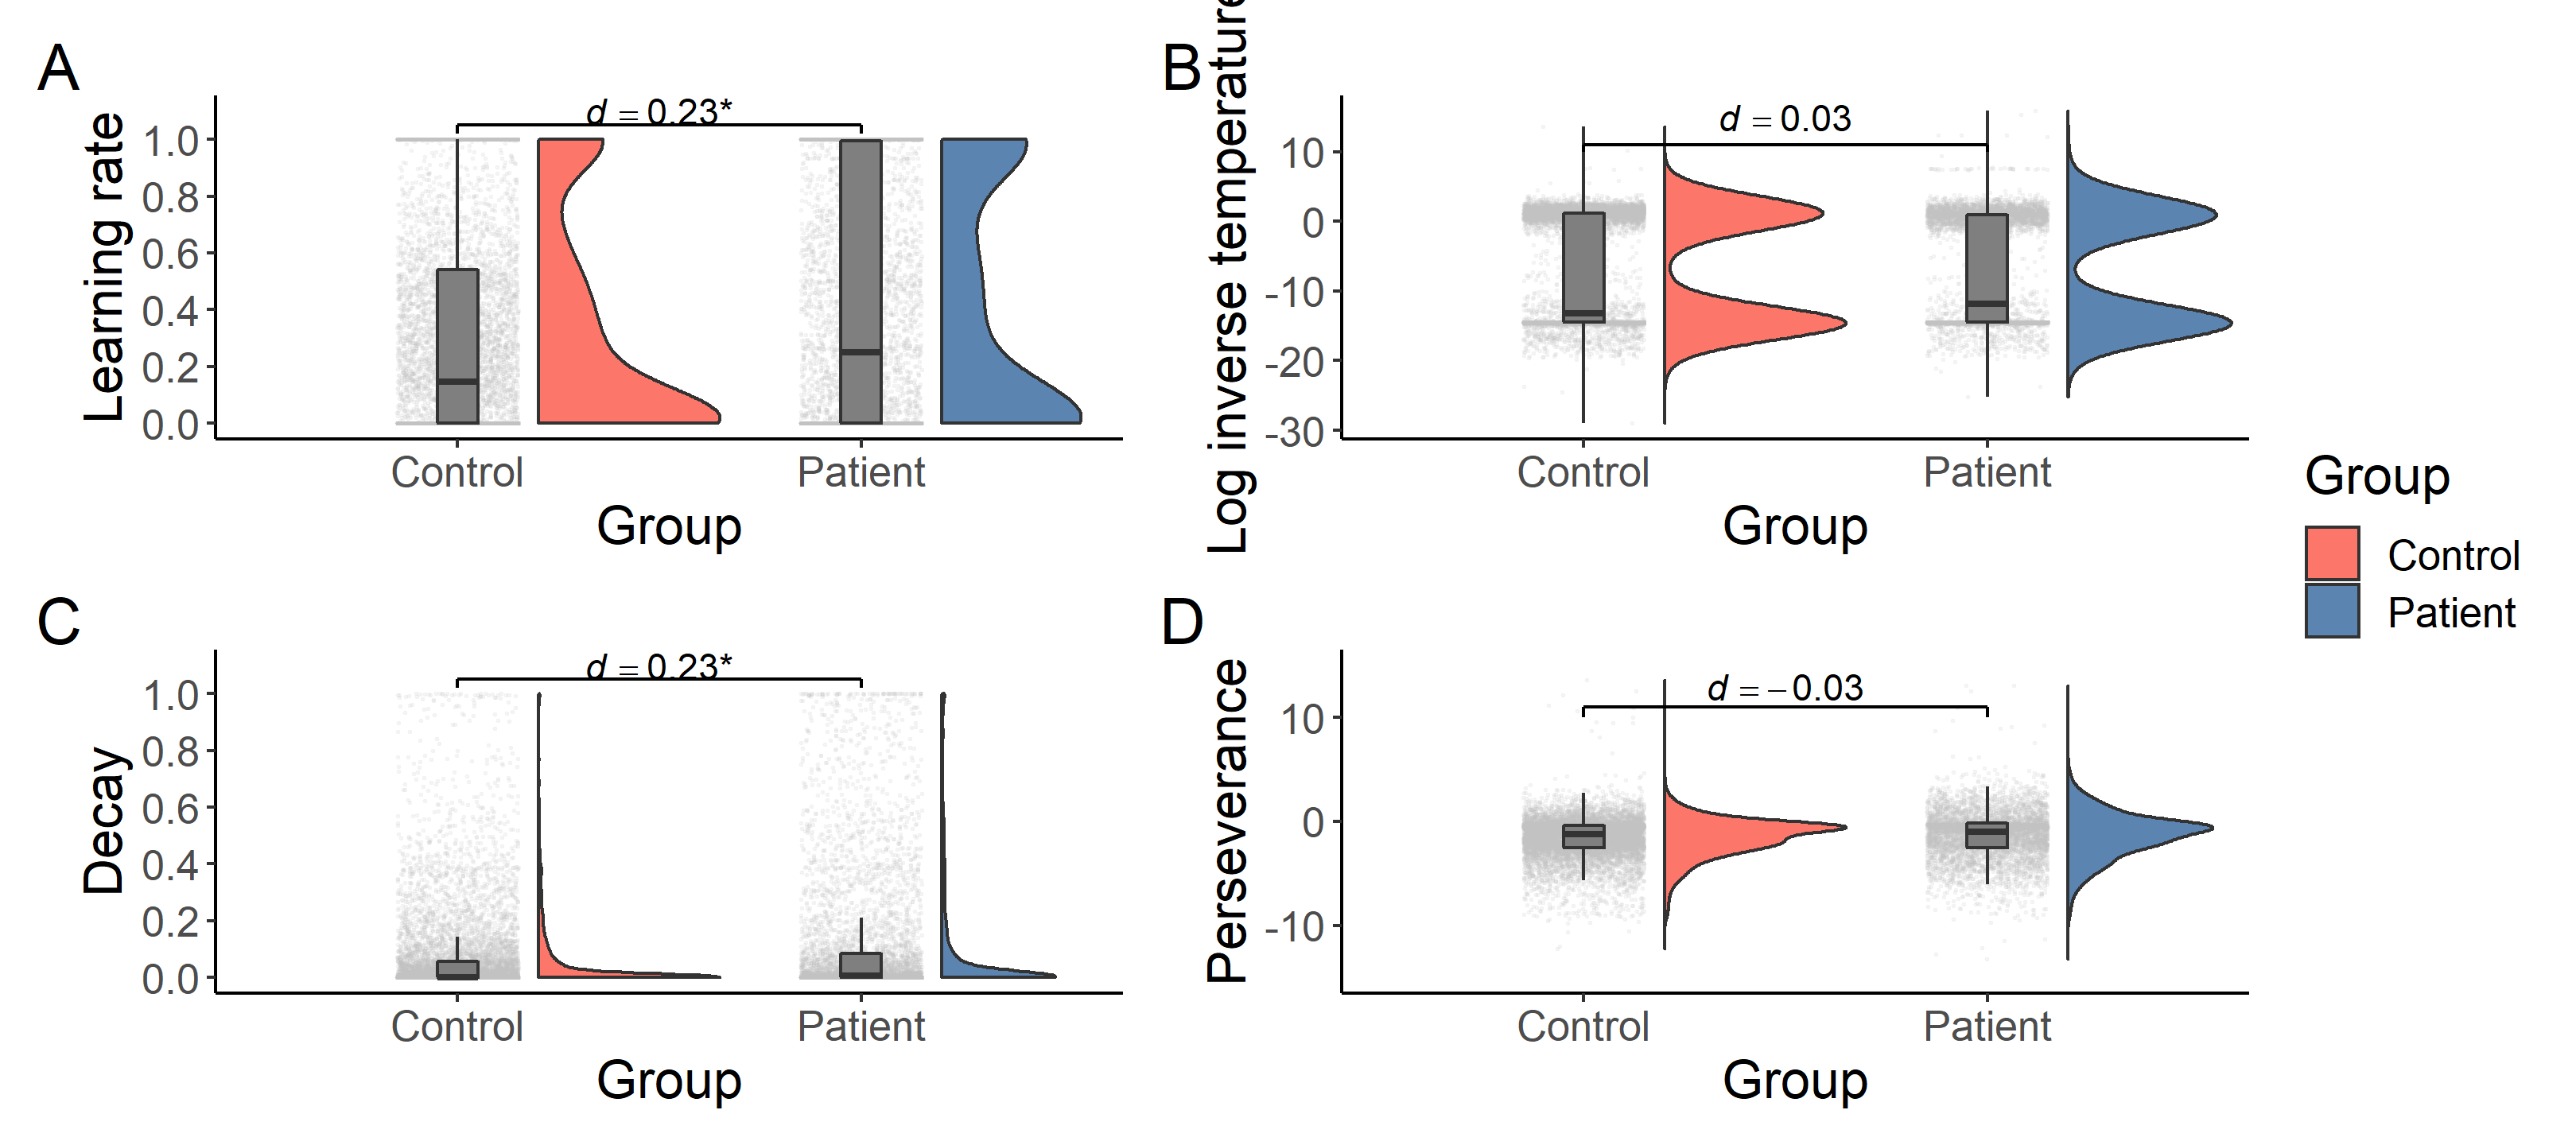 A
Learning rate
1.0
0.8
0.6
0.4
0.2
0.0
d = 0.23*
Control
Patient
Group
B
Log inverse temperature
10
0
-10
-20
-30
d = 0.03
Control
Patient
Group
Group
Control
Patient
C
Decay
1.0
0.8
0.6
0.4
0.2
0.0
d = 0.23*
Control
Patient
Group
D
Perseverance
10
0
-10
d = − 0.03
Control
Patient
Group